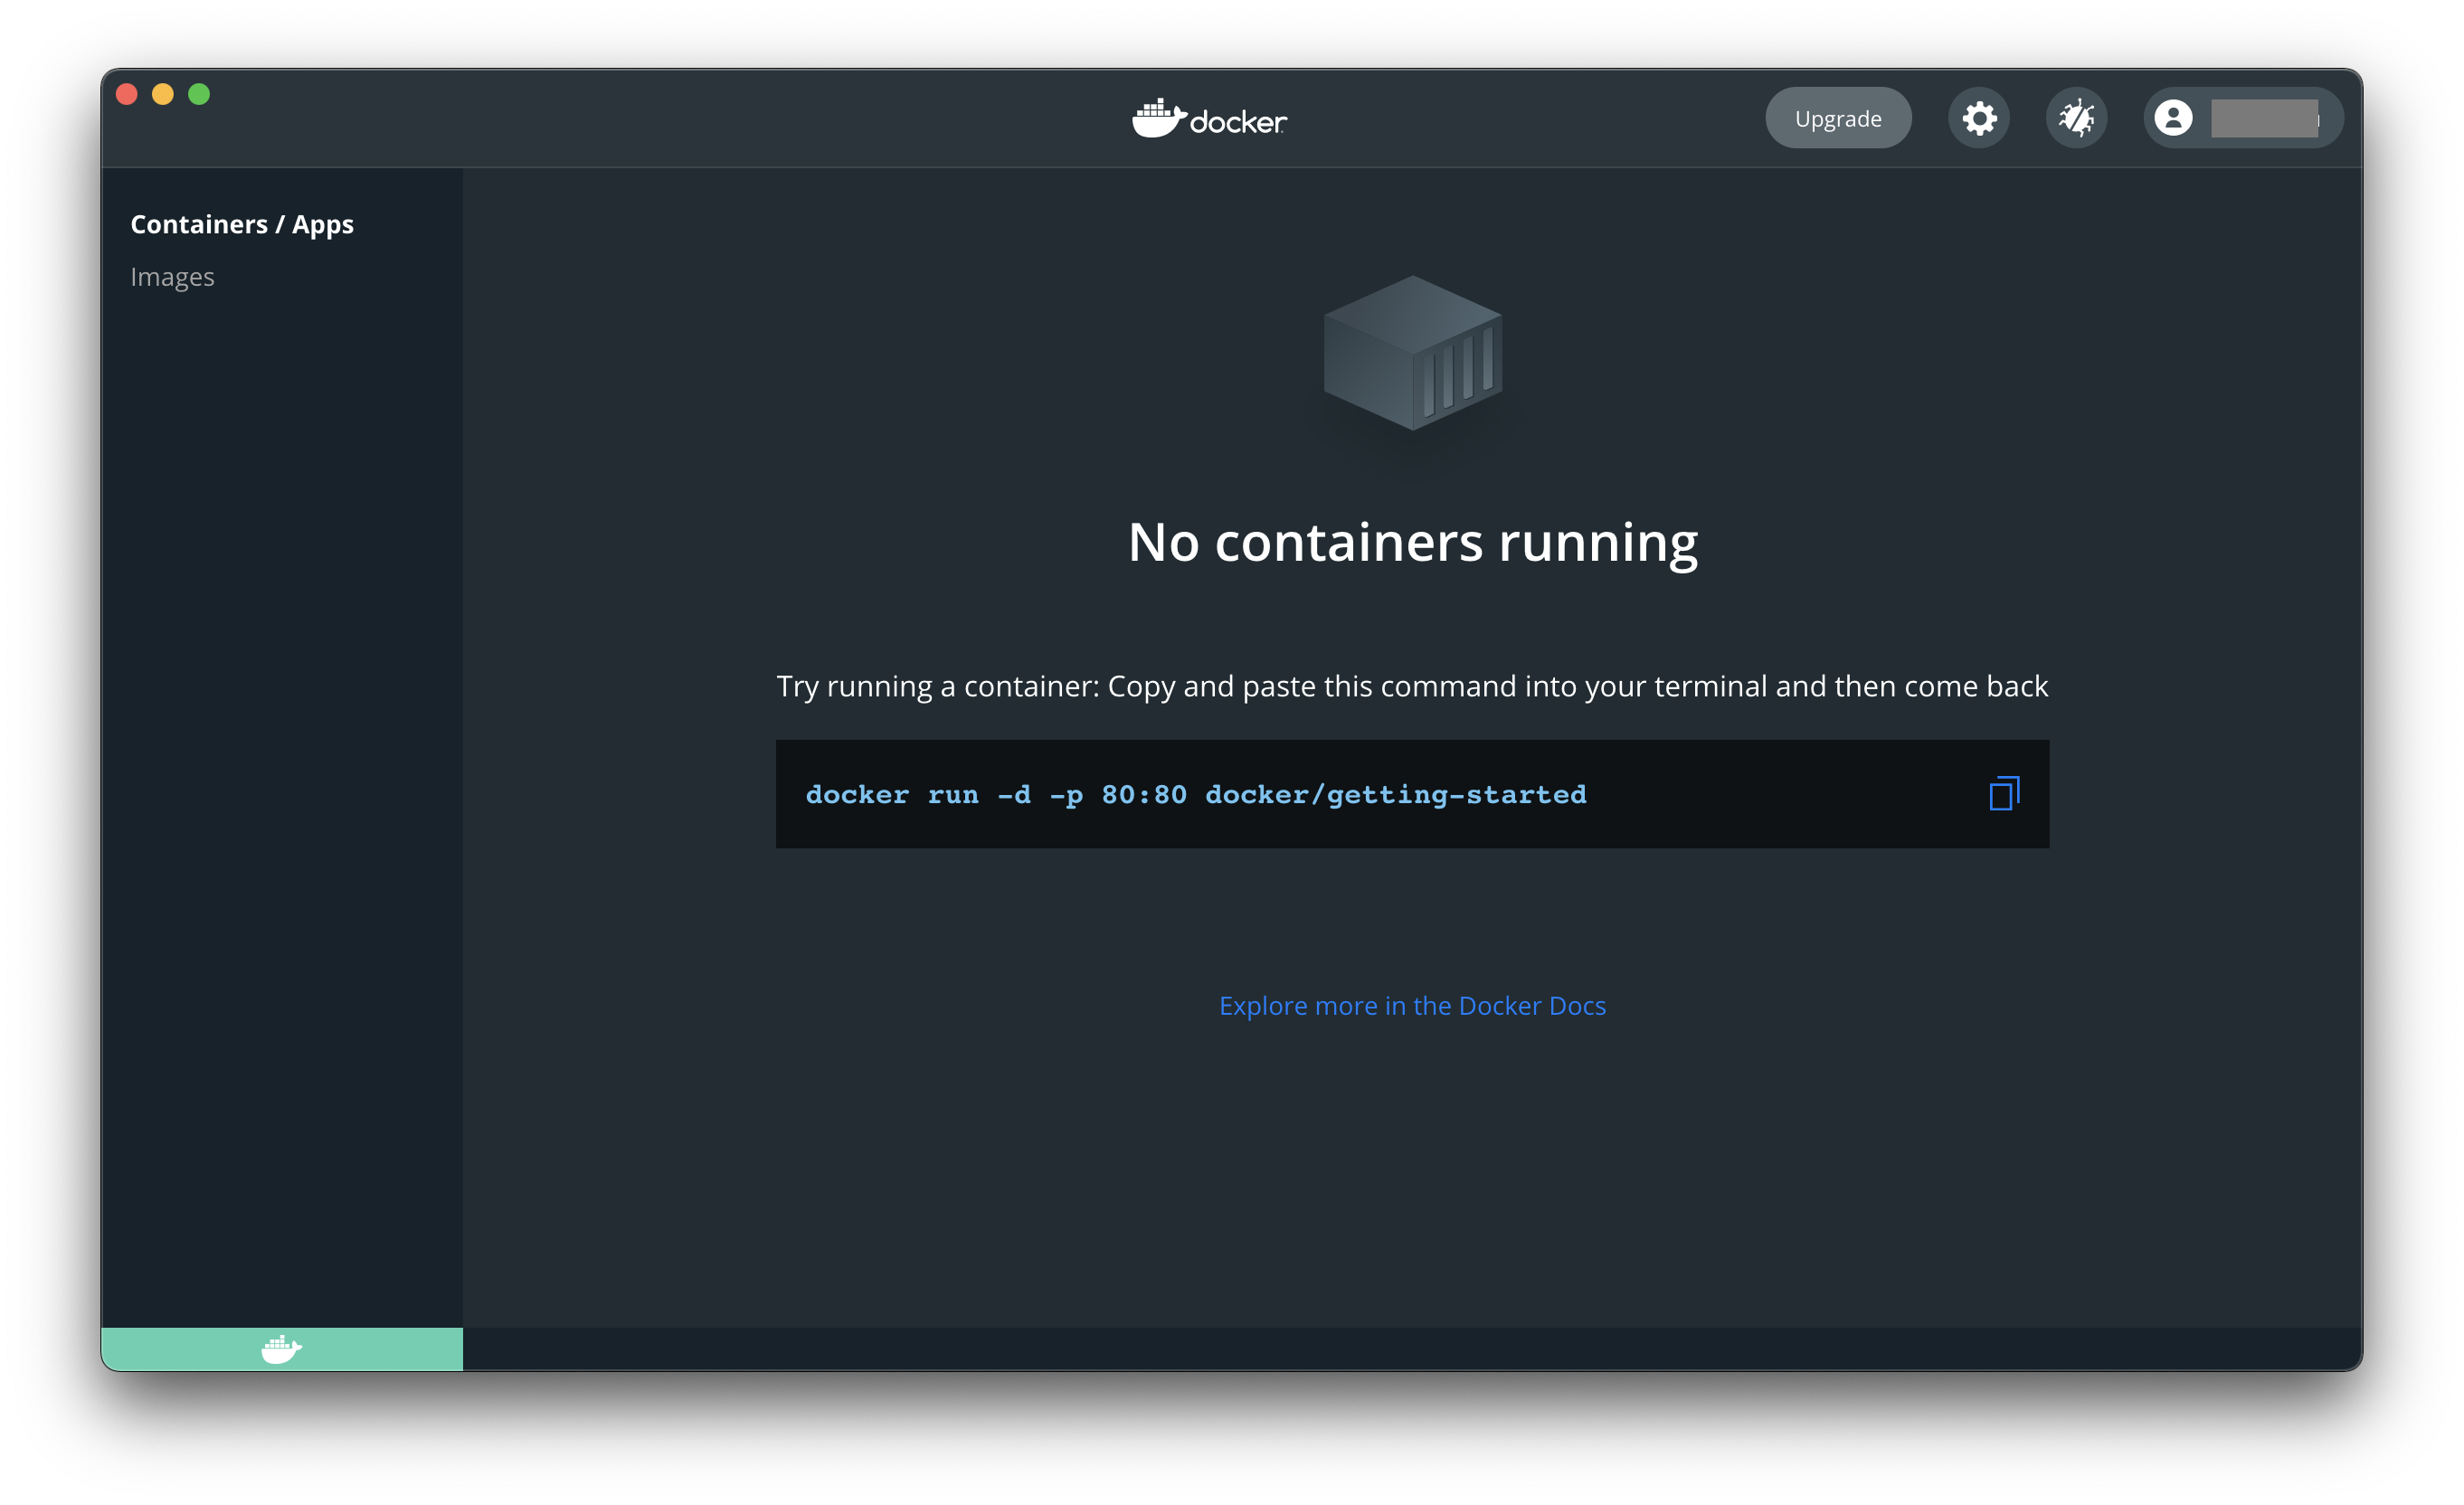 docker
Upgrade
Containers / Apps
Images
No containers running
Try running a container: Copy and paste this command into your terminal and then come back
docker run -d -p 80:80 docker/getting-started
Explore more in the Docker Docs